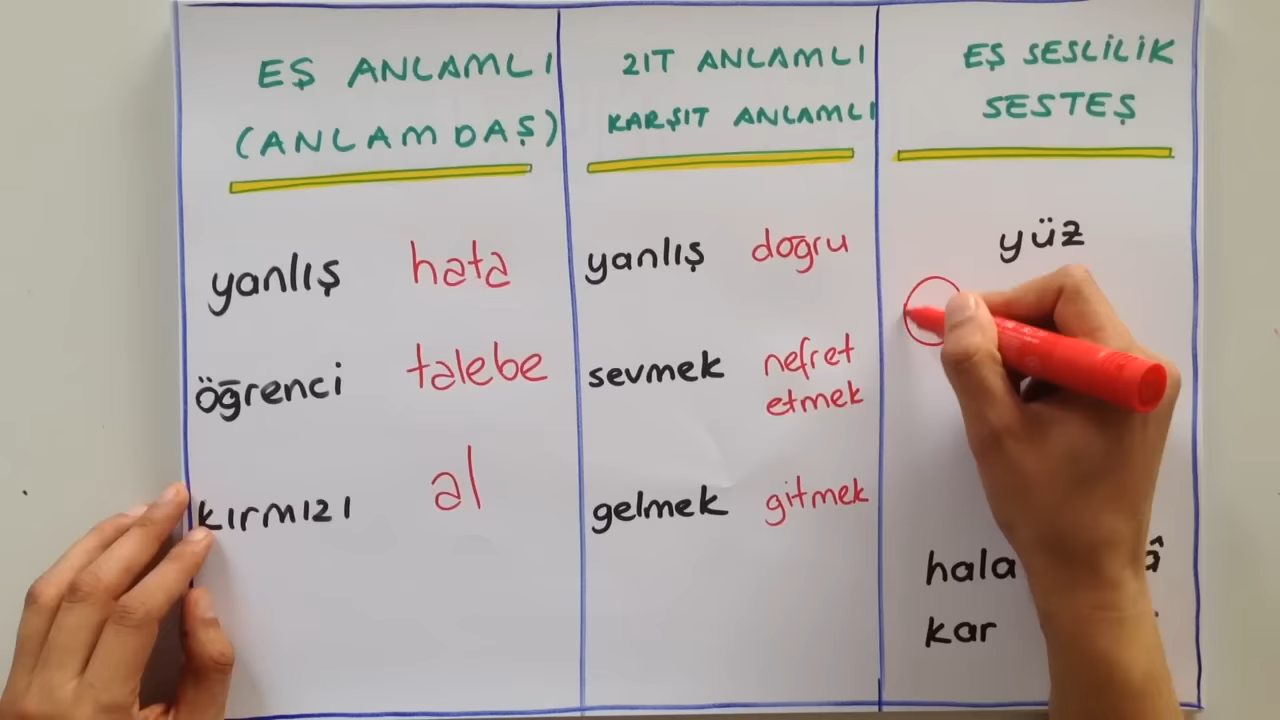 EŞ ANLAMLI
(ANLAMDAŞ)
yanlış hata
öğrenci talebe
kırmızı al
ZIT ANLAMLI
KARŞIT ANLAMLI
yanlış doğru
sevmek nefret etmek
gelmek gitmek
EŞ SESLİLİK
SESTEŞ
yüz
hala
kar